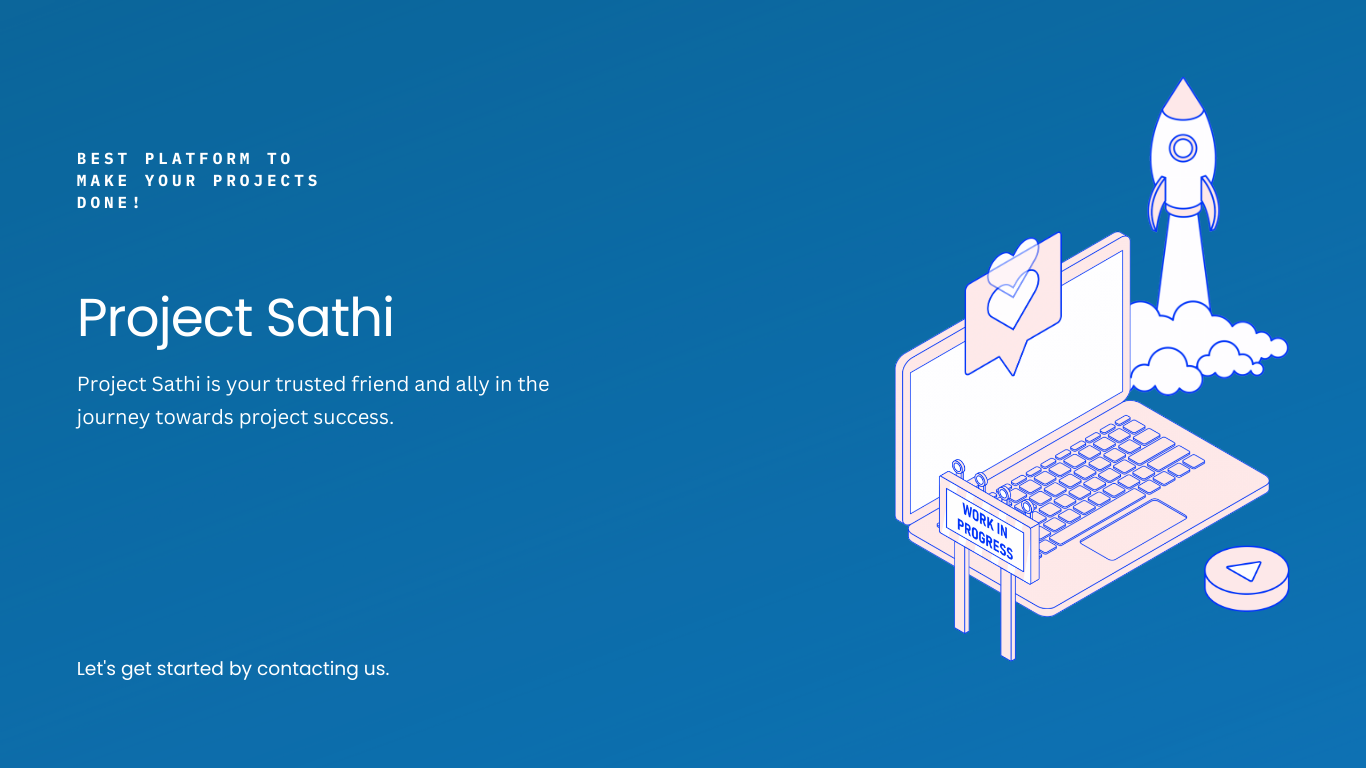 BEST PLATFORM TO
MAKE YOUR PROJECTS
DONE!
Project Sathi
Project Sathi is your trusted friend and ally in the
journey towards project success.
WORK IN
PROGRESS
Let's get started by contacting us.